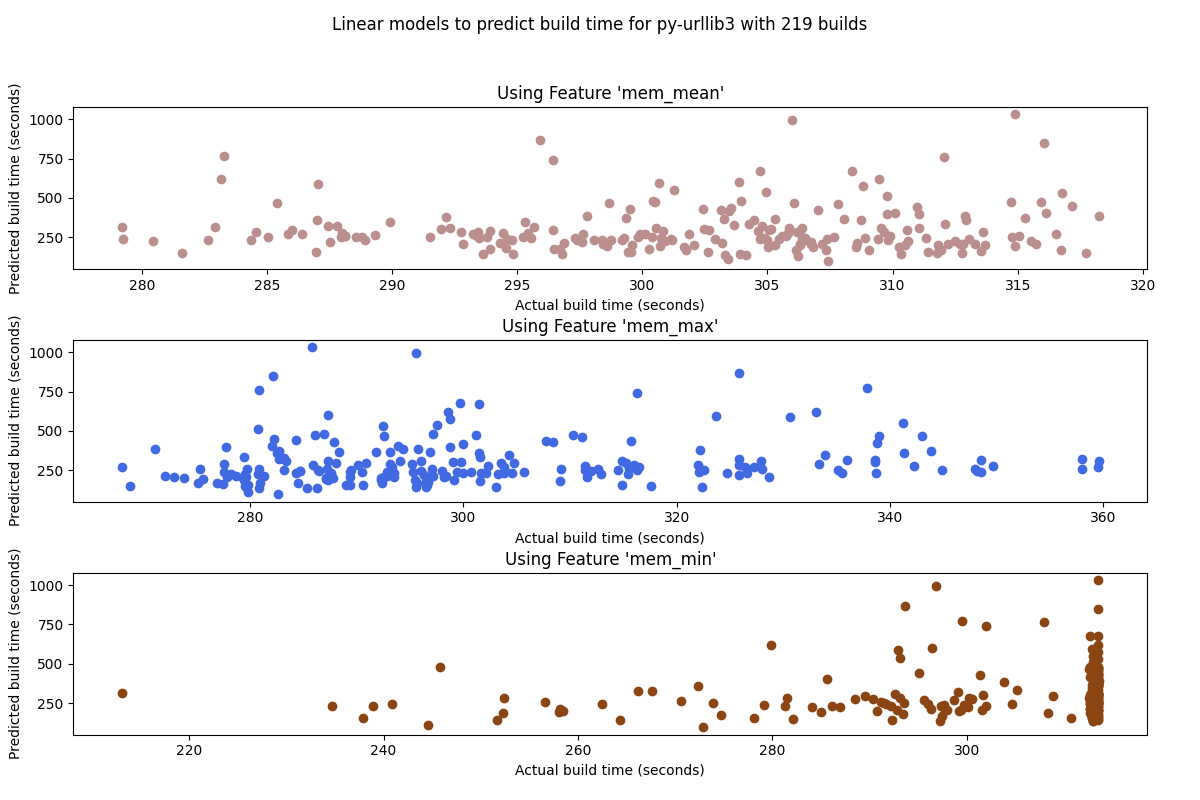 Linear models to predict build time for py-urllib3 with 219 builds
Using Feature 'mem_mean'
Predicted build time (seconds)
1000
750
500
250
280 285 290 295 300 305 310 315 320
Actual build time (seconds)
Using Feature 'mem_max'
Predicted build time (seconds)
1000
750
500
250
280 300 320 340 360
Actual build time (seconds)
Using Feature 'mem_min'
Predicted build time (seconds)
1000
750
500
250
220 240 260 280 300
Actual build time (seconds)